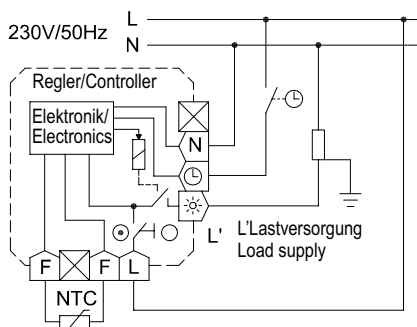 L
230V/50Hz
N
Regler/Controller
Elektronik/
Electronics
N
L' L'Lastversorgung
Load supply
F F L
NTC